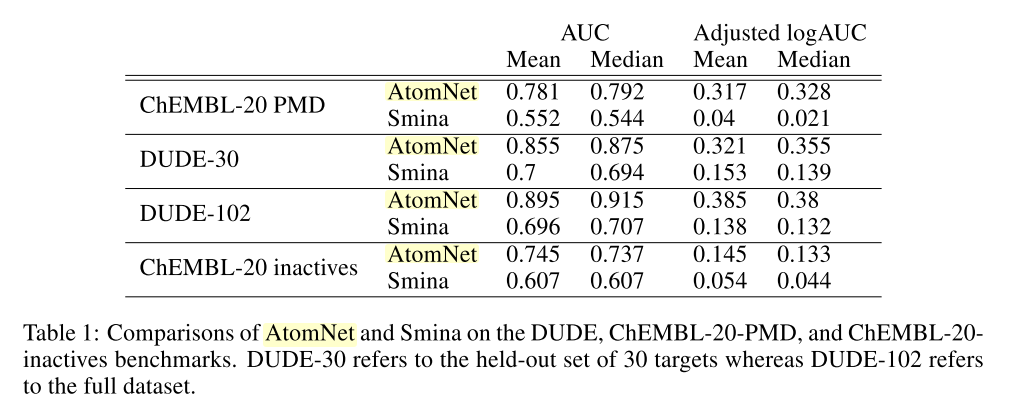 AUC Adjusted logAUC
Mean Median Mean Median
ChEMBL-20 PMD AtomNet 0.781 0.792 0.317 0.328
Smina 0.552 0.544 0.04 0.021
DUDE-30 AtomNet 0.855 0.875 0.321 0.355
Smina 0.7 0.694 0.153 0.139
DUDE-102 AtomNet 0.895 0.915 0.385 0.38
Smina 0.696 0.707 0.138 0.132
ChEMBL-20 inactives AtomNet 0.745 0.737 0.145 0.133
Smina 0.607 0.607 0.054 0.044
Table 1: Comparisons of AtomNet and Smina on the DUDE, ChEMBL-20-PMD, and ChEMBL-20-
inactives benchmarks. DUDE-30 refers to the held-out set of 30 targets whereas DUDE-102 refers
to the full dataset.